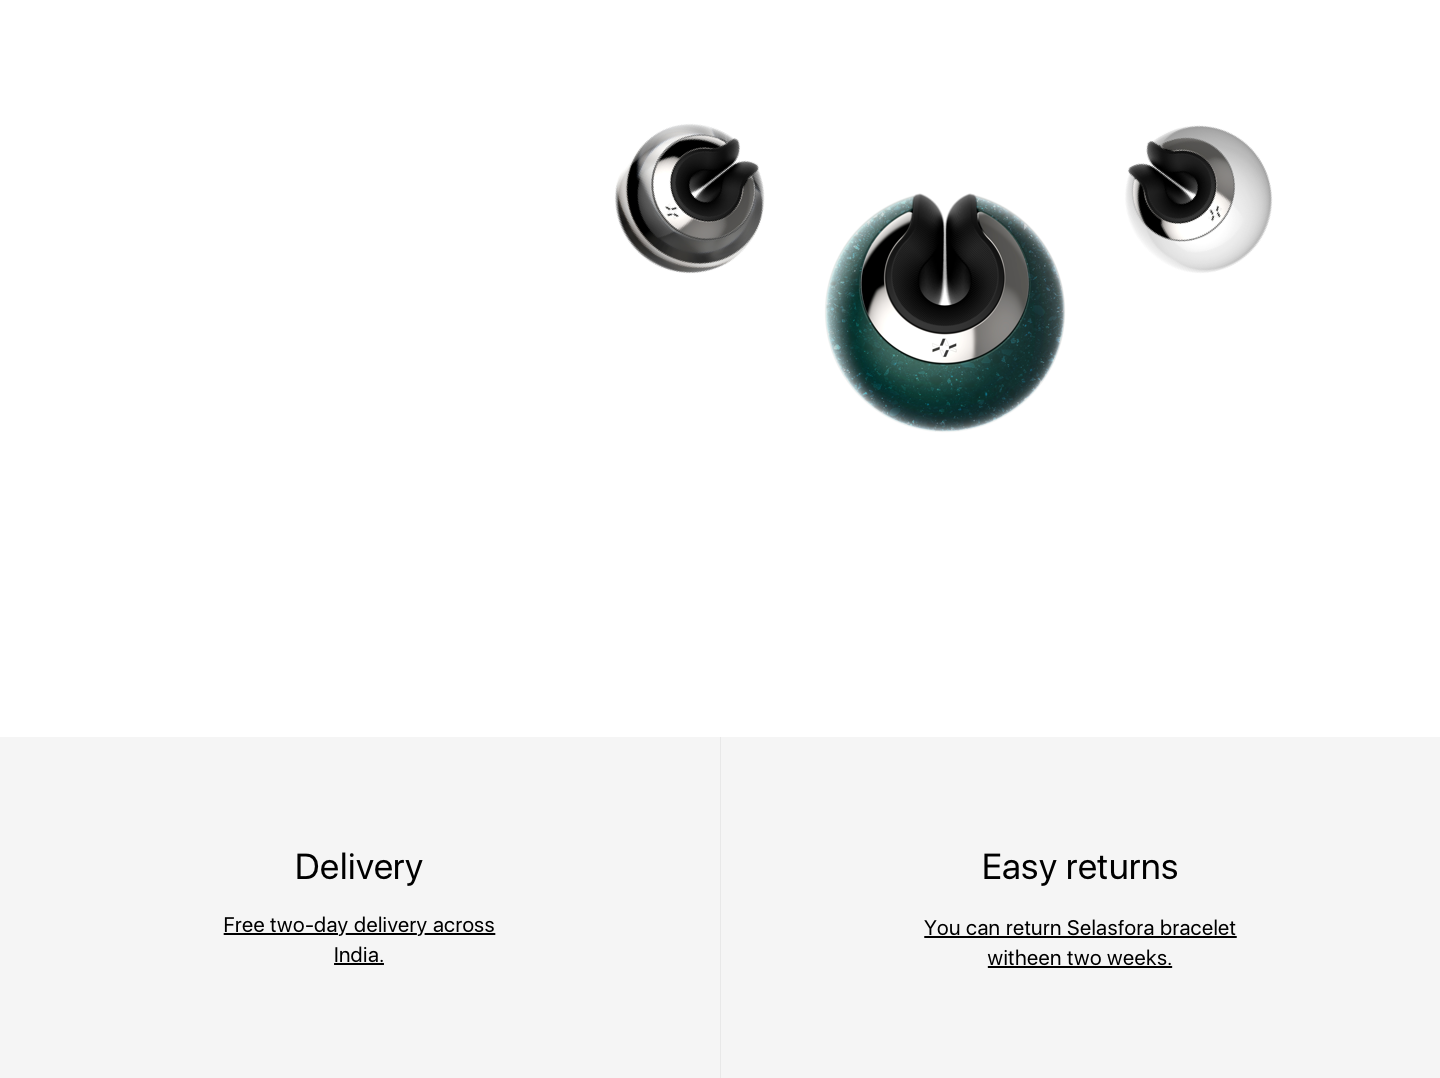 Delivery
Free two-day delivery across
India.
Easy returns
You can return Selasfora bracelet
witheen two weeks.